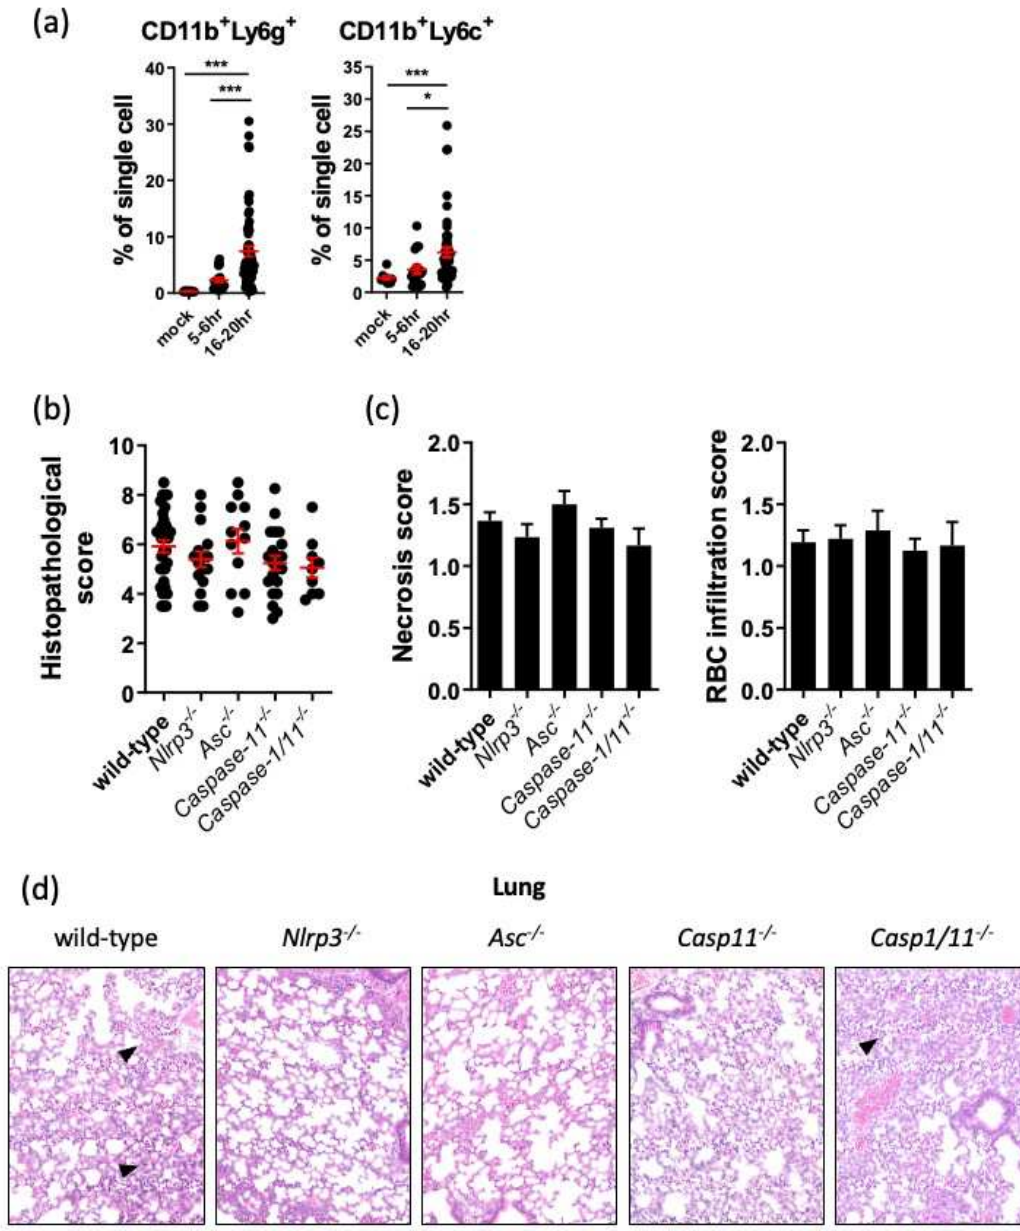 (a)
CD11b⁺Ly6g⁺
40
30
20
10
0
% of single cell
***
***
mock
5-6hr
16-20hr
CD11b⁺Ly6c⁺
35
30
25
20
15
10
5
0
% of single cell
***
*
mock
5-6hr
16-20hr
(b)
10
8
6
4
2
0
Histopathological
score
wild-type
Nlrp3⁻/⁻
Asc⁻/⁻
Caspase-11⁻/⁻
Caspase-1/11⁻/⁻
(c)
2.0
1.5
1.0
0.5
0.0
Necrosis score
wild-type
Nlrp3⁻/⁻
Asc⁻/⁻
Caspase-11⁻/⁻
Caspase-1/11⁻/⁻
2.0
1.5
1.0
0.5
0.0
RBC infiltration score
wild-type
Nlrp3⁻/⁻
Asc⁻/⁻
Caspase-11⁻/⁻
Caspase-1/11⁻/⁻
(d)
Lung
wild-type
Nlrp3⁻/⁻
Asc⁻/⁻
Casp11⁻/⁻
Casp1/11⁻/⁻